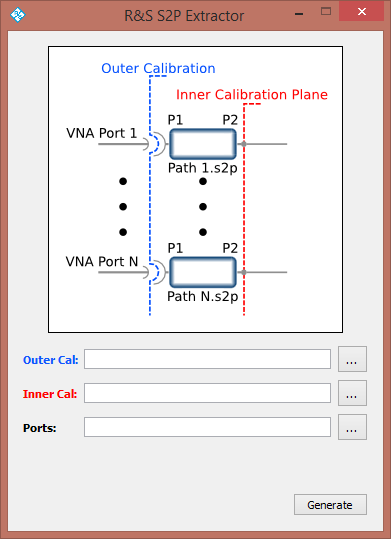 R&S S2P Extractor
Outer Calibration
Inner Calibration Plane
P1 P2
VNA Port 1
Path 1.s2p
P1 P2
VNA Port N
Path N.s2p
Outer Cal: ...
Inner Cal: ...
Ports: ...
Generate